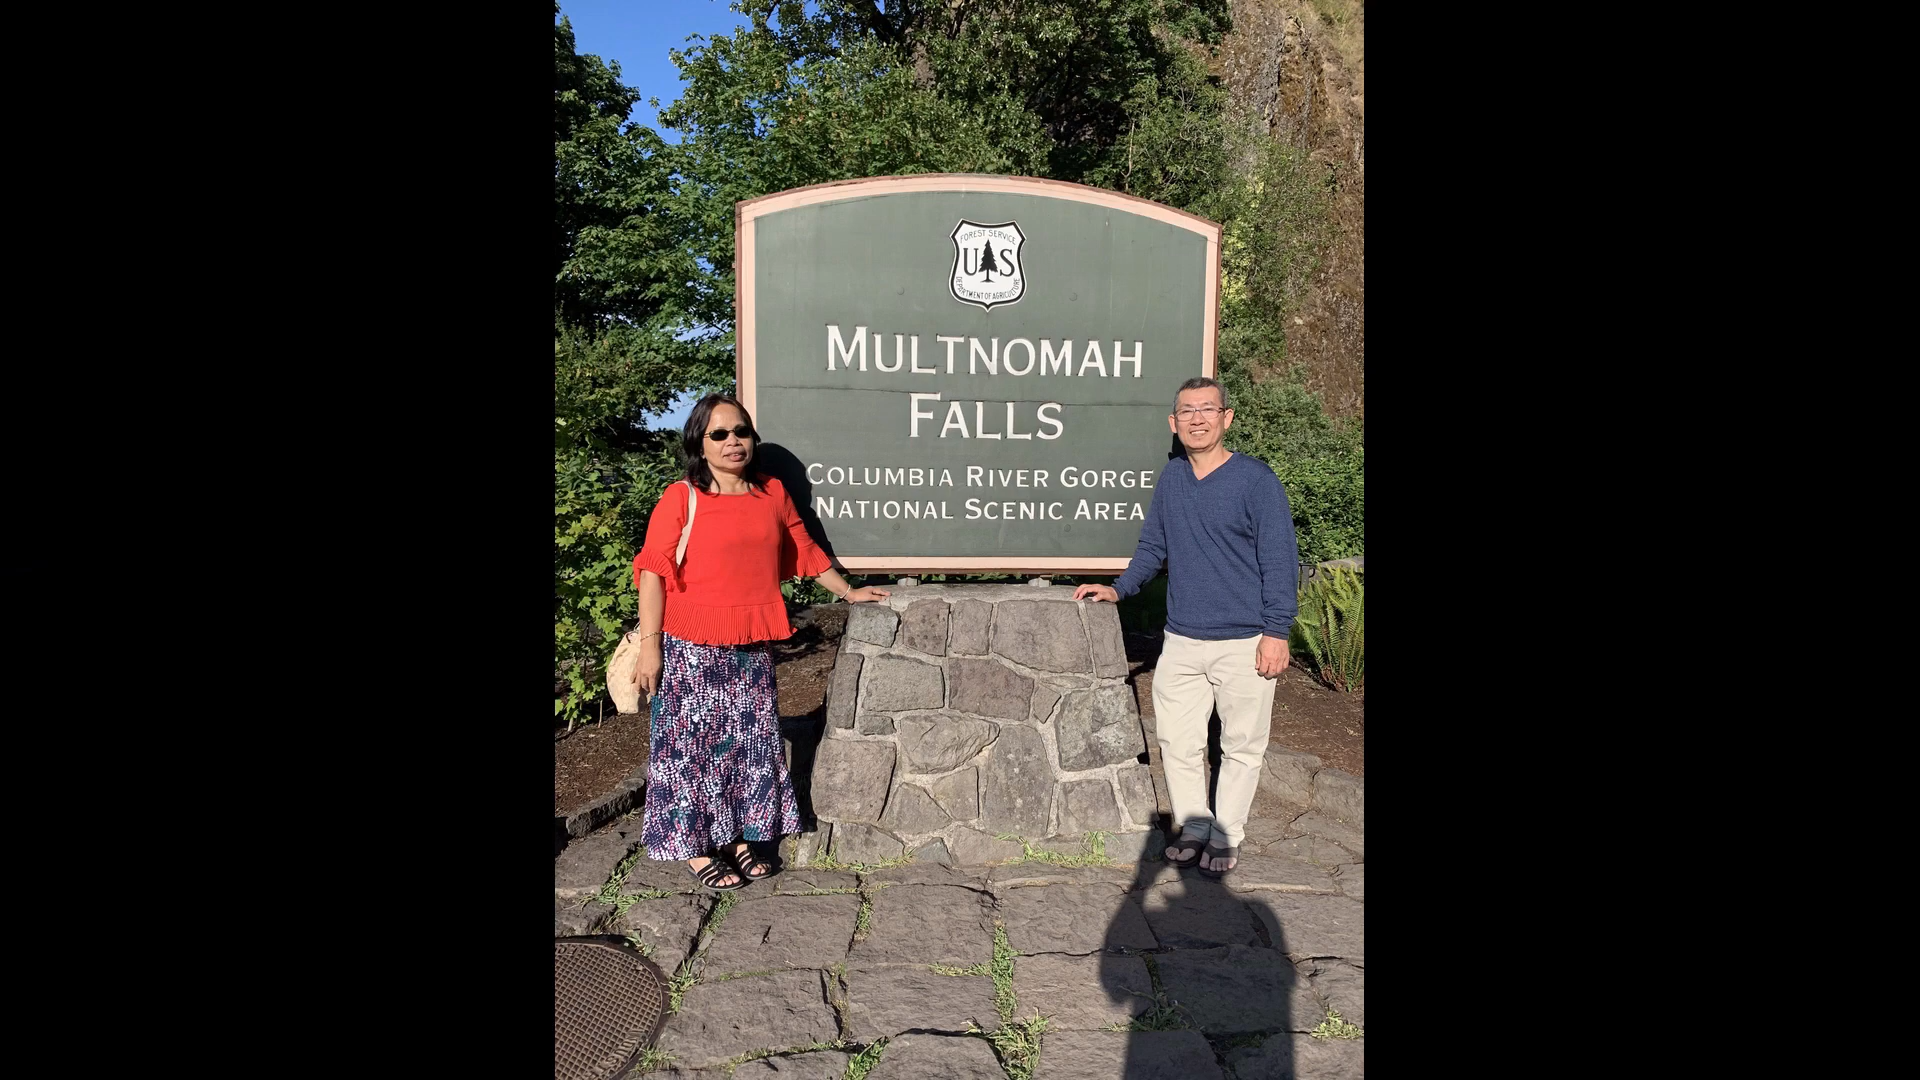 FOREST SERVICE
U S
DEPARTMENT OF AGRICULTURE
MULTNOMAH
FALLS
COLUMBIA RIVER GORGE
NATIONAL SCENIC AREA